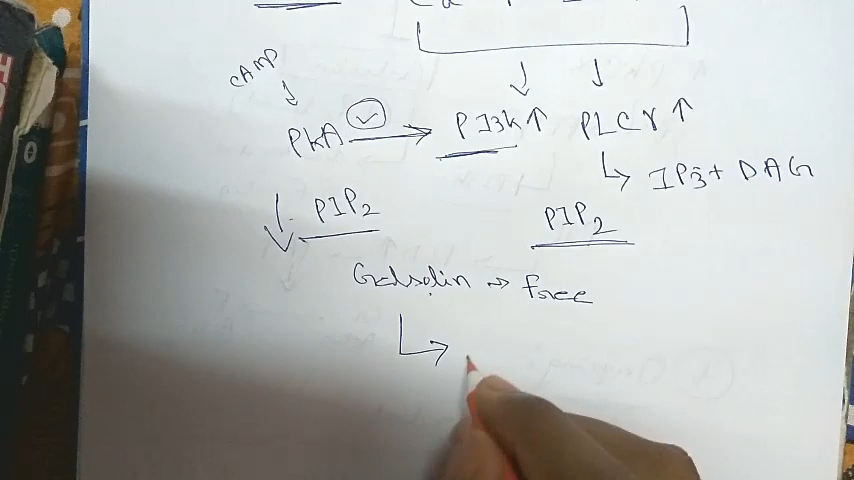 cAMP
PKA → PI3K↑ PLCγ↑
↳ IP3 + DAG
↓ PIP2 PIP2
Gelsolin → free